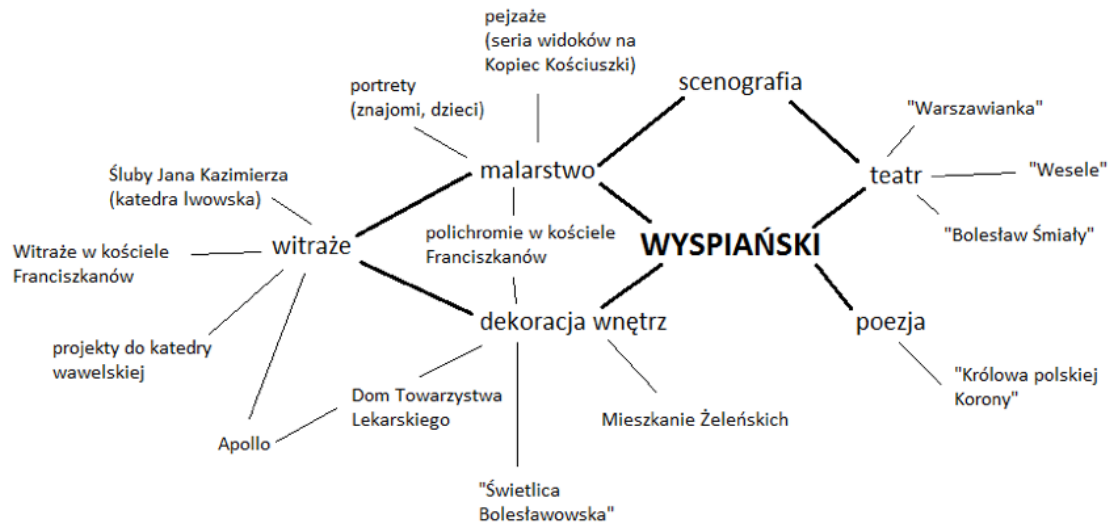 pejzaże
(seria widoków na
Kopiec Kościuszki)
scenografia
portrety
(znajomi, dzieci)
"Warszawianka"
malarstwo
teatr
"Wesele"
Śluby Jana Kazimierza
(katedra lwowska)
witraże
polichromie w kościele
Franciszkanów
WYSPIAŃSKI
"Bolesław Śmiały"
Witraże w kościele
Franciszkanów
dekoracja wnętrz
poezja
projekty do katedry
wawelskiej
"Królowa polskiej
Korony"
Dom Towarzystwa
Lekarskiego
Mieszkanie Żeleńskich
Apollo
"Świetlica
Bolesławowska"